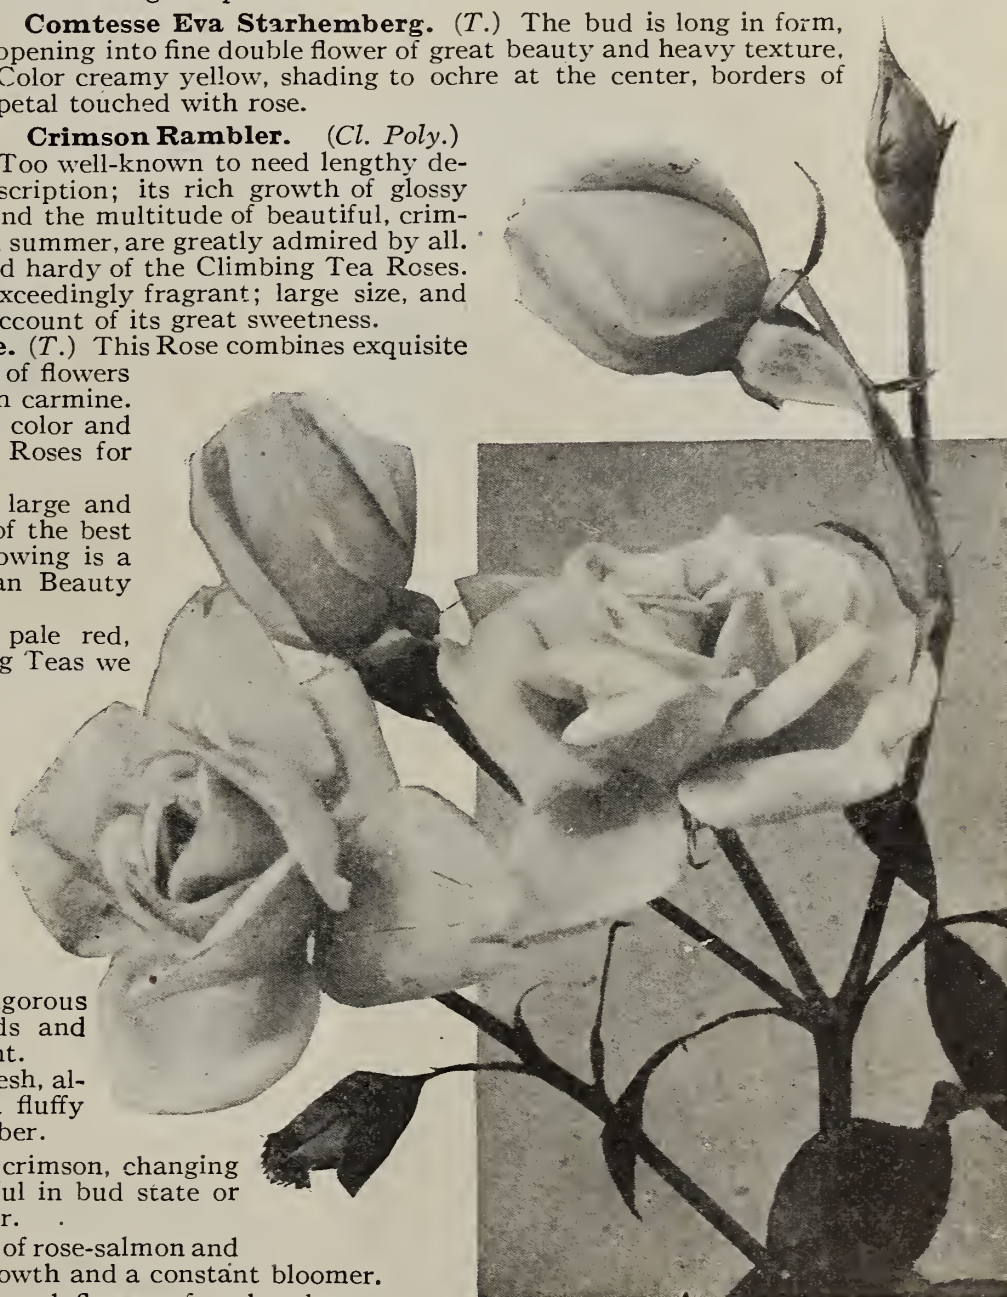 Comtesse Eva Starhemberg. (T.) The bud is long in form,
opening into fine double flower of great beauty and heavy texture.
Color creamy yellow, shading to ochre at the center, borders of
petal touched with rose.
Crimson Rambler. (Cl. Poly.)
Too well-known to need lengthy de-
scription; its rich growth of glossy
nd the multitude of beautiful, crim-
summer, are greatly admired by all.
d hardy of the Climbing Tea Roses.
xceedingly fragrant; large size, and
ccount of its great sweetness.
e. (T.) This Rose combines exquisite
of flowers
n carmine.
color and
Roses for
large and
of the best
owing is a
an Beauty
pale red,
g Teas we
gorous
ds and
nt.
esh, al-
fluffy
ber.
crimson, changing
ful in bud state or
r.
of rose-salmon and
owth and a constant bloomer.